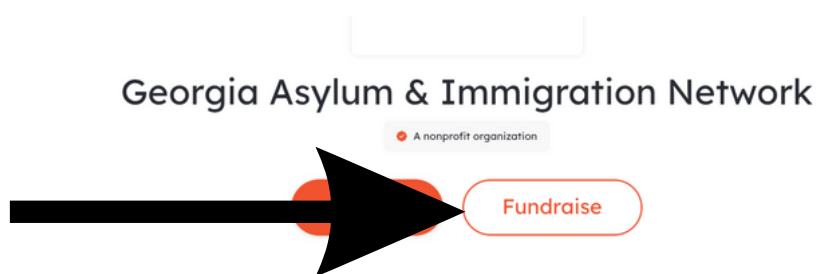 Georgia Asylum & Immigration Network
A nonprofit organization
Fundraise